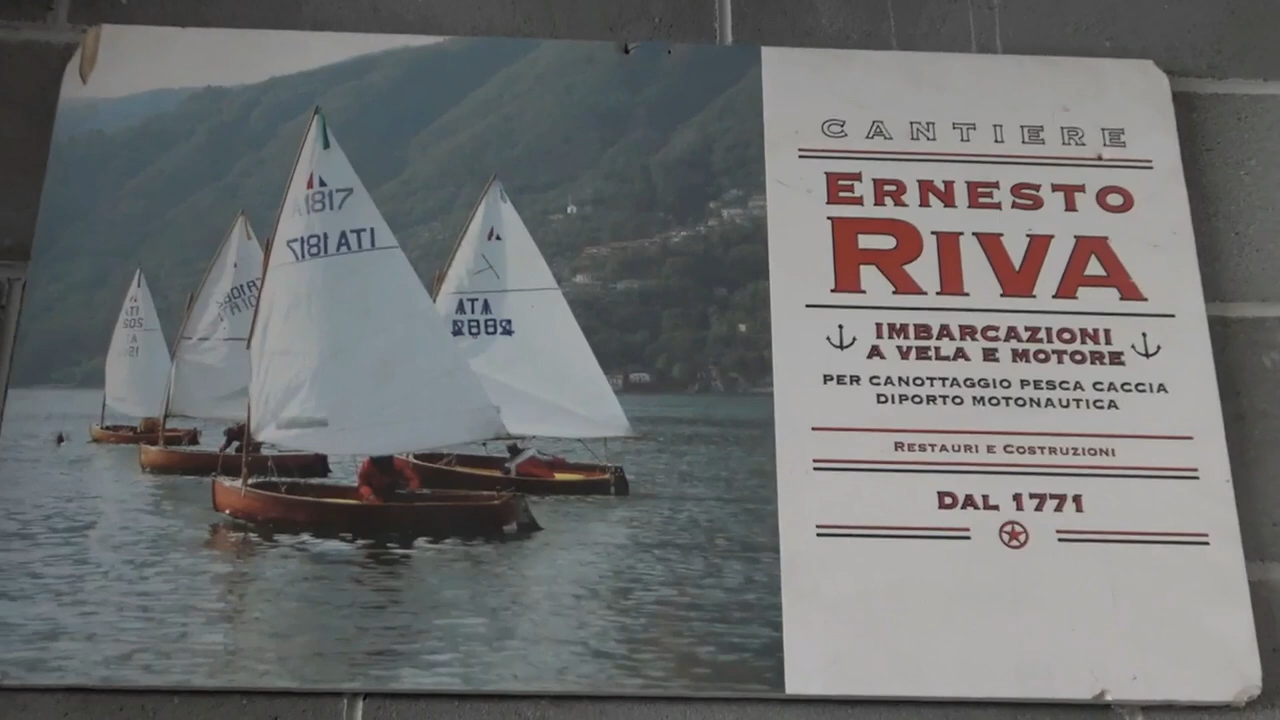 1817
ITA 1817
CANTIERE
ERNESTO
RIVA
IMBARCAZIONI
A VELA E MOTORE
PER CANOTTAGGIO PESCA CACCIA
DIPORTO MOTONAUTICA
RESTAURI E COSTRUZIONI
DAL 1771